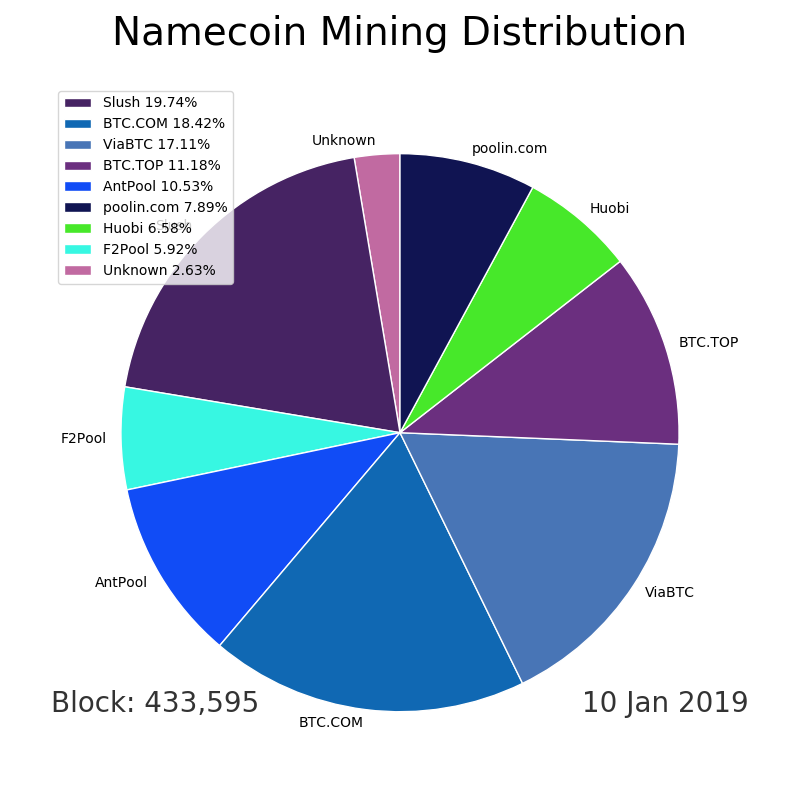 Namecoin Mining Distribution
Slush 19.74%
BTC.COM 18.42%
ViaBTC 17.11%
BTC.TOP 11.18%
AntPool 10.53%
poolin.com 7.89%
Huobi 6.58%
F2Pool 5.92%
Unknown 2.63%
Unknown
poolin.com
Huobi
Slush
BTC.TOP
F2Pool
AntPool
ViaBTC
Block: 433,595
10 Jan 2019
BTC.COM